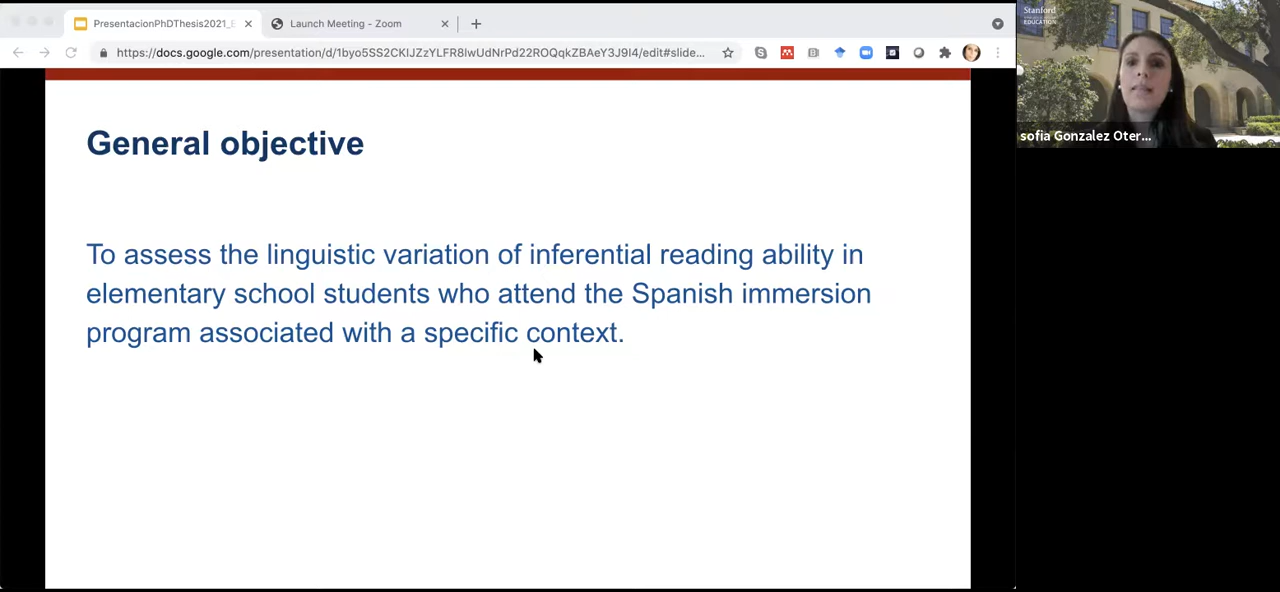 PresentacionPhDThesis2021_E
Launch Meeting - Zoom
https://docs.google.com/presentation/d/1byo5SS2CKIJZzYLFR8lwUdNrPd22ROQqkZBAeY3J9I4/edit#slide...
Stanford
EDUCATION
sofia Gonzalez Oter...
General objective
To assess the linguistic variation of inferential reading ability in
elementary school students who attend the Spanish immersion
program associated with a specific context.